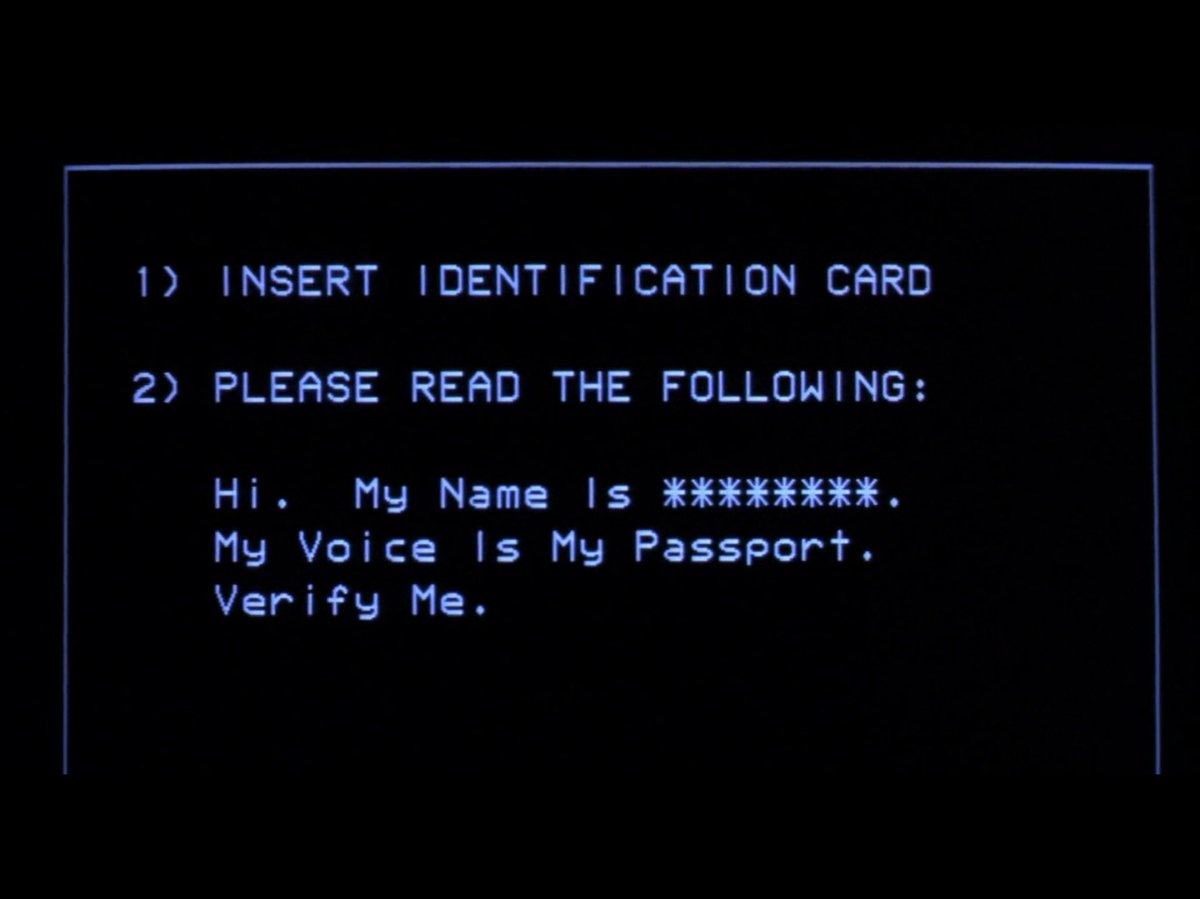 1) INSERT IDENTIFICATION CARD
2) PLEASE READ THE FOLLOWING:
Hi. My Name Is ********.
My Voice Is My Passport.
Verify Me.